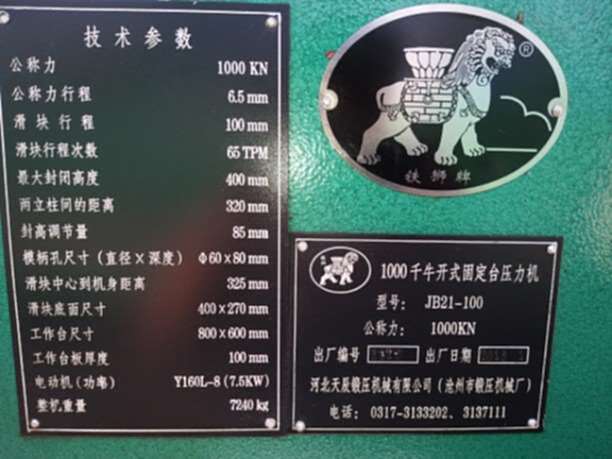 技术参数
公称力 1000 KN
公称力行程 6.5 mm
滑块行程 100 mm
滑块行程次数 65 TPM
最大封闭高度 400 mm
两立柱间的距离 320 mm
封高调节量 85 mm
模柄孔尺寸（直径×深度） Φ60×80 mm
滑块中心到机身距离 325 mm
滑块底面尺寸 400×270 mm
工作台尺寸 800×600 mm
工作台板厚度 100 mm
电动机（功率） Y160L-8 (7.5KW)
整机重量 7240 kg
®
铁狮牌
1000千牛开式固定台压力机
型号： JB21-100
公称力： 1000KN
出厂编号 出厂日期
河北天辰锻压机械有限公司（沧州市锻压机械厂）
电话： 0317-3133202、3137111